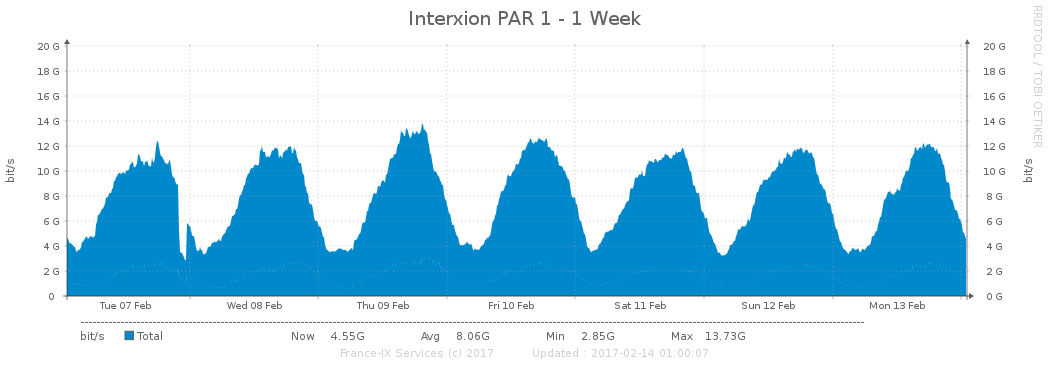 Interxion PAR 1 - 1 Week
RRDTOOL / TOBI OETIKER
20 G 20 G
18 G 18 G
16 G 16 G
14 G 14 G
12 G 12 G
10 G 10 G
8 G 8 G
6 G 6 G
4 G 4 G
2 G 2 G
0 0 G
bit/s
bit/s
Tue 07 Feb Wed 08 Feb Thu 09 Feb Fri 10 Feb Sat 11 Feb Sun 12 Feb Mon 13 Feb
bit/s Total Now 4.55G Avg 8.06G Min 2.85G Max 13.73G
France-IX Services (c) 2017 Updated : 2017-02-14 01:00:07